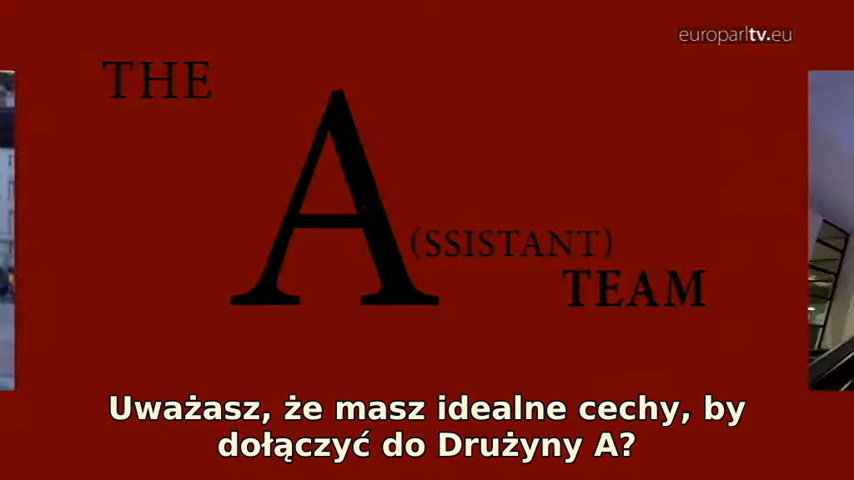 europarltv.eu
THE
A(SSISTANT)
TEAM
Uważasz, że masz idealne cechy, by
dołączyć do Drużyny A?